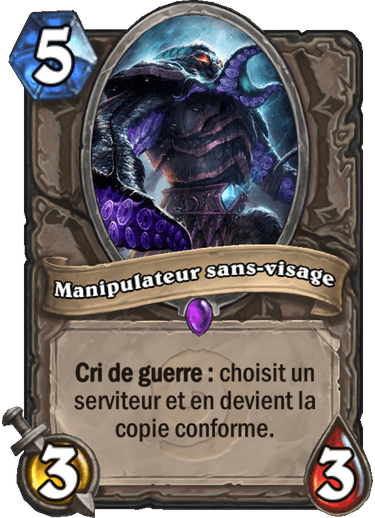 5
Manipulateur sans-visage
Cri de guerre : choisit un
serviteur et en devient la
copie conforme.
3
3